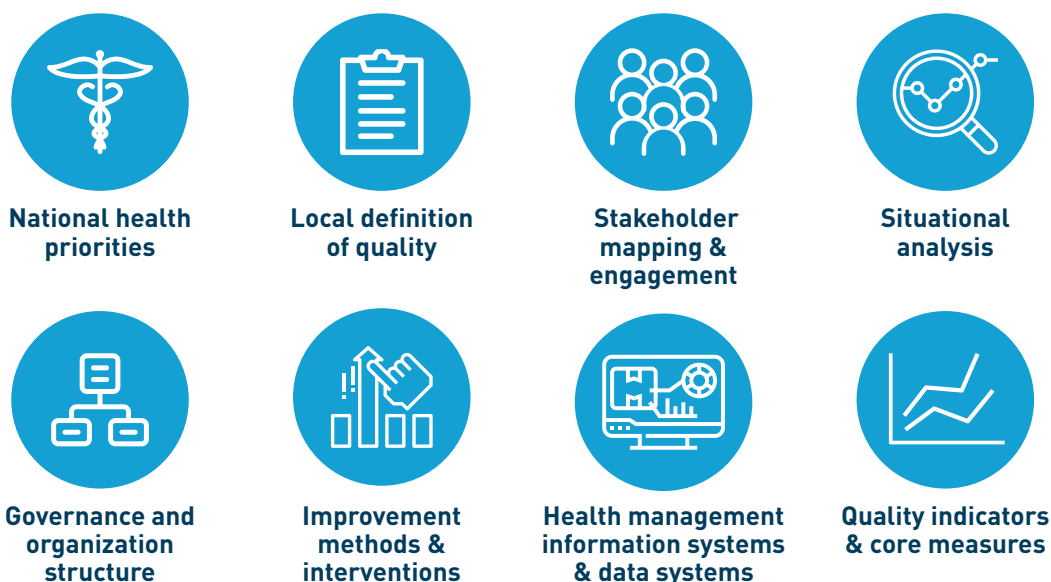 National health
priorities
Local definition
of quality
Stakeholder
mapping &
engagement
Situational
analysis
Governance and
organization
structure
Improvement
methods &
interventions
Health management
information systems
& data systems
Quality indicators
& core measures